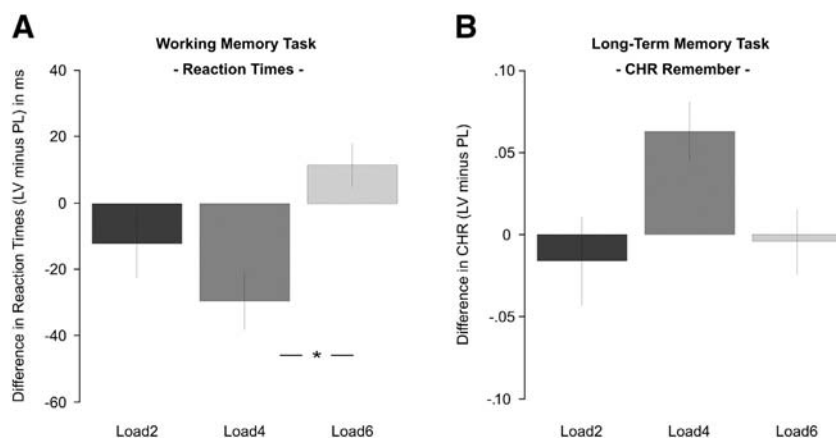 A
Working Memory Task
- Reaction Times -
Difference in Reaction Times (LV minus PL) in ms
40
20
0
-20
-40
-60
*
Load2
Load4
Load6
B
Long-Term Memory Task
- CHR Remember -
Difference in CHR (LV minus PL)
.10
.05
0
-.05
-.10
Load2
Load4
Load6